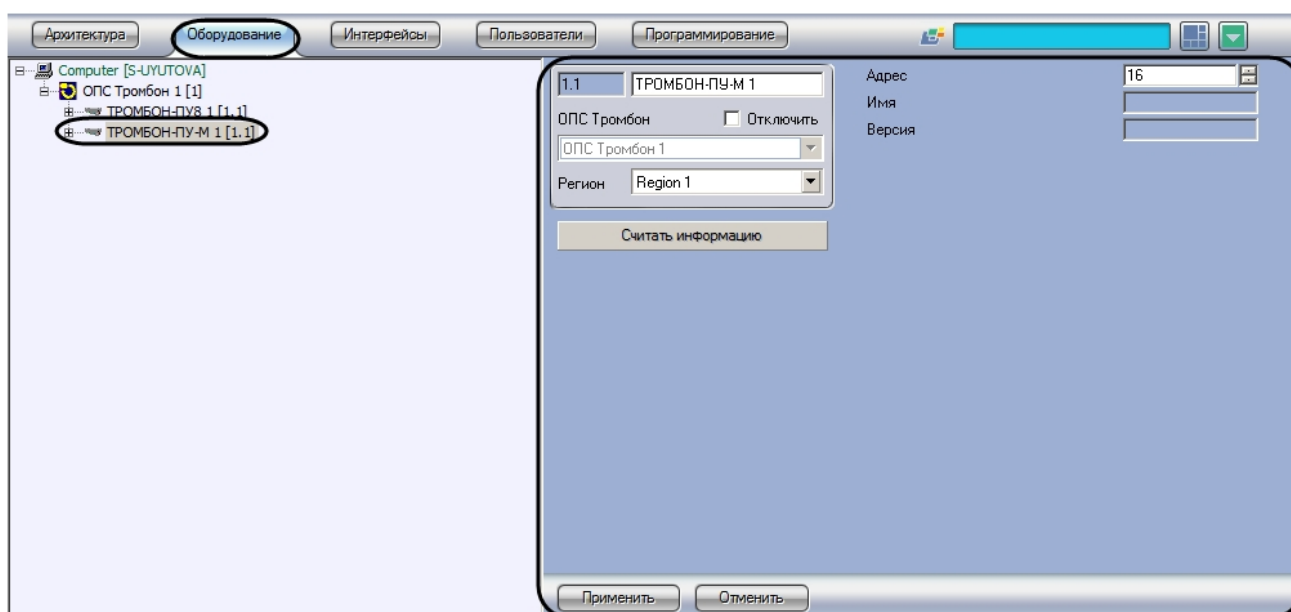 Архитектура Оборудование Интерфейсы Пользователи Программирование
Computer [S-UYUTOVA]
ОПС Тромбон 1 [1]
ТРОМБОН-ПУ8 1 [1.1]
ТРОМБОН-ПУ-М 1 [1.1]
1.1 ТРОМБОН-ПУ-М 1
ОПС Тромбон Отключить
ОПС Тромбон 1
Регион Region 1
Считать информацию
Адрес 16
Имя
Версия
Применить Отменить